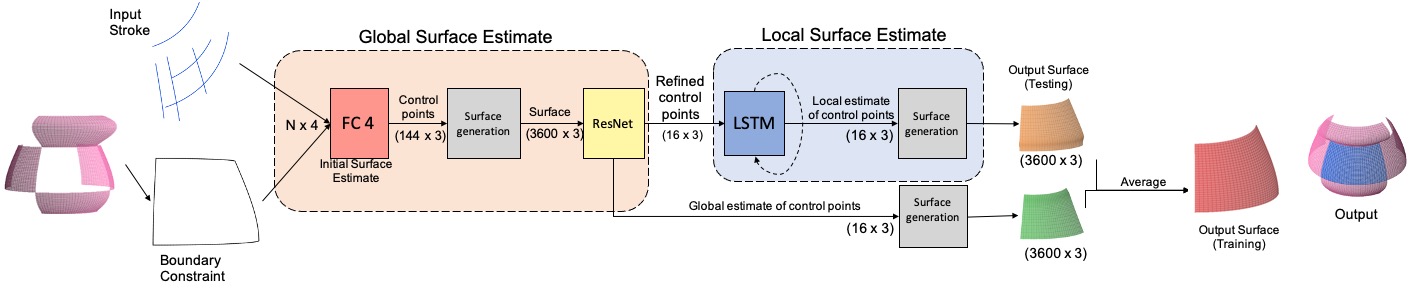 Input
Stroke
Global Surface Estimate
Local Surface Estimate
N x 4
FC 4
Initial Surface
Estimate
Control
points
(144 x 3)
Surface
generation
Surface
(3600 x 3)
ResNet
Refined
control
points
(16 x 3)
LSTM
Local estimate
of control points
(16 x 3)
Surface
generation
Output Surface
(Testing)
(3600 x 3)
Global estimate of control points
(16 x 3)
Surface
generation
(3600 x 3)
Average
Output Surface
(Training)
Output
Boundary
Constraint